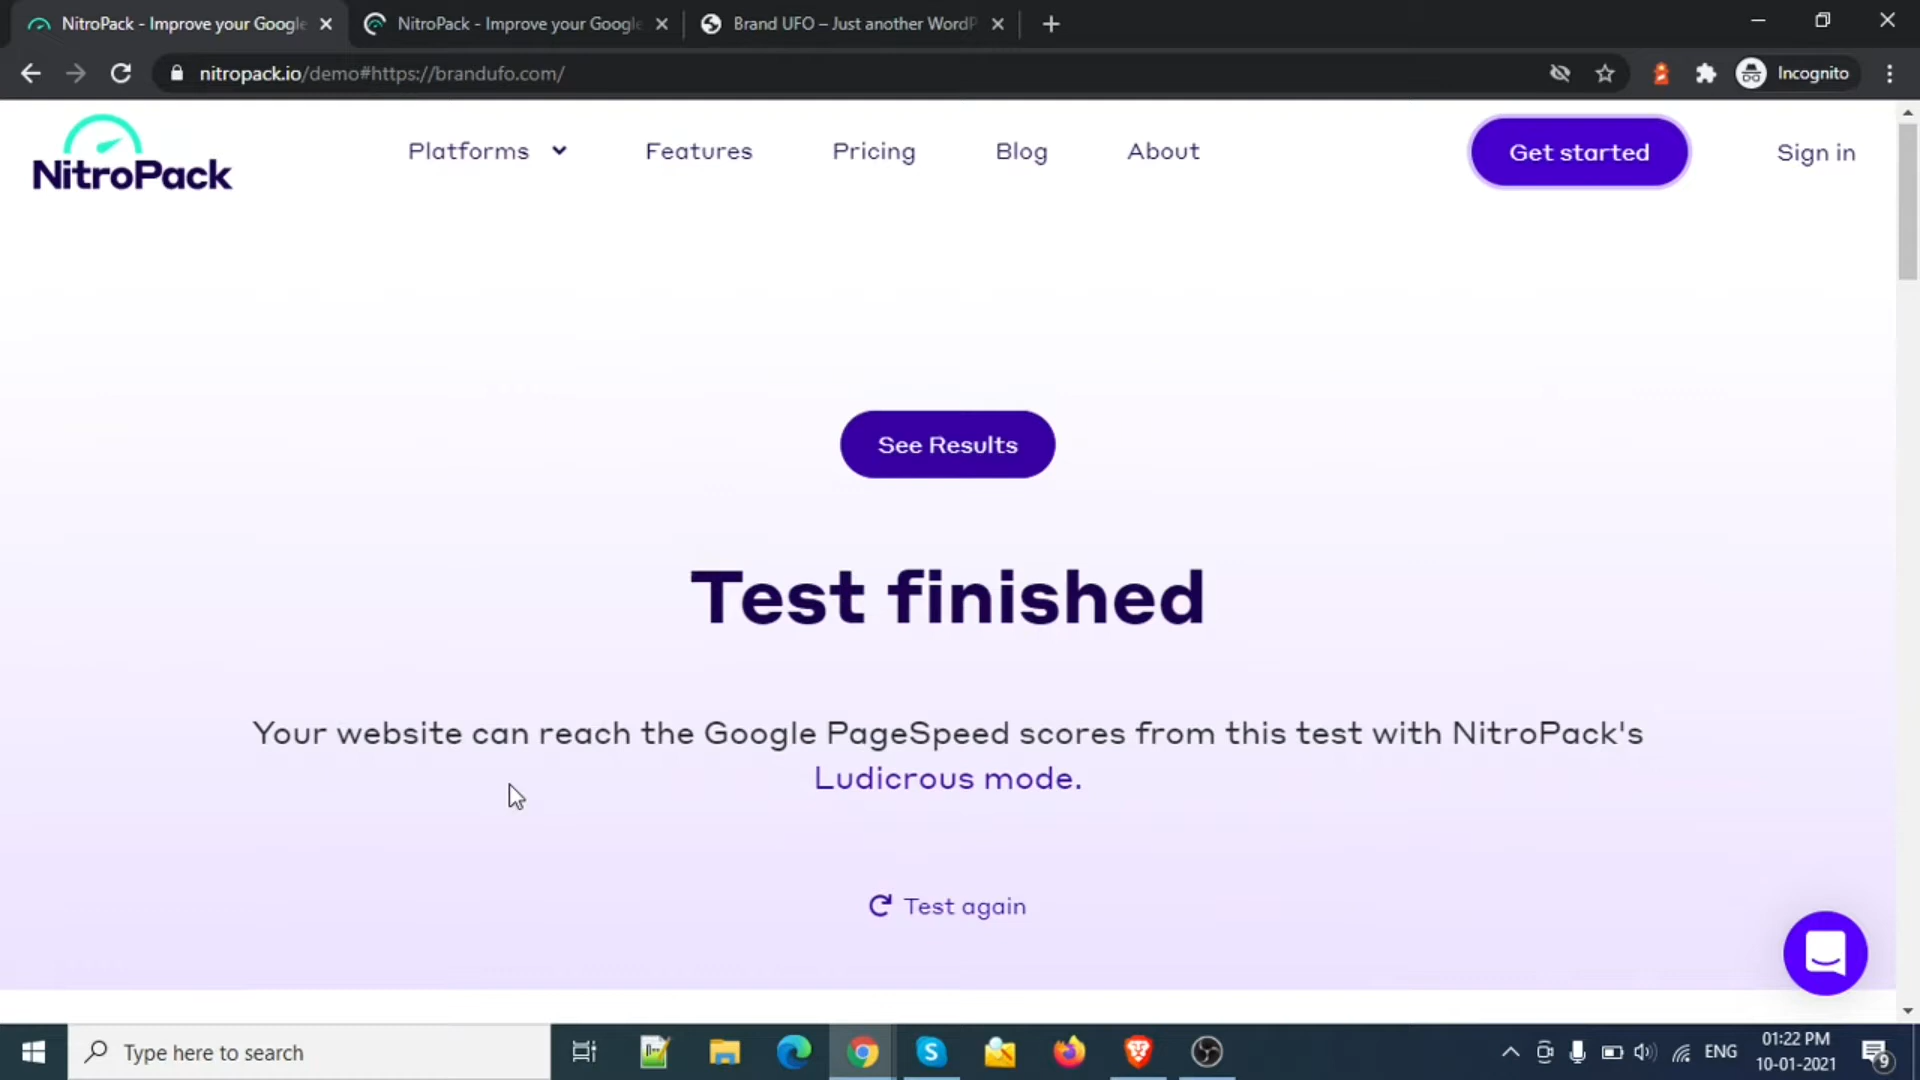 NitroPack - Improve your Google
NitroPack - Improve your Google
Brand UFO – Just another WordP
nitropack.io/demo#https://brandufo.com/
Incognito
NitroPack
Platforms
Features
Pricing
Blog
About
Get started
Sign in
See Results
Test finished
Your website can reach the Google PageSpeed scores from this test with NitroPack's
Ludicrous mode.
Test again
Type here to search
S
ENG
01:22 PM
10-01-2021
9